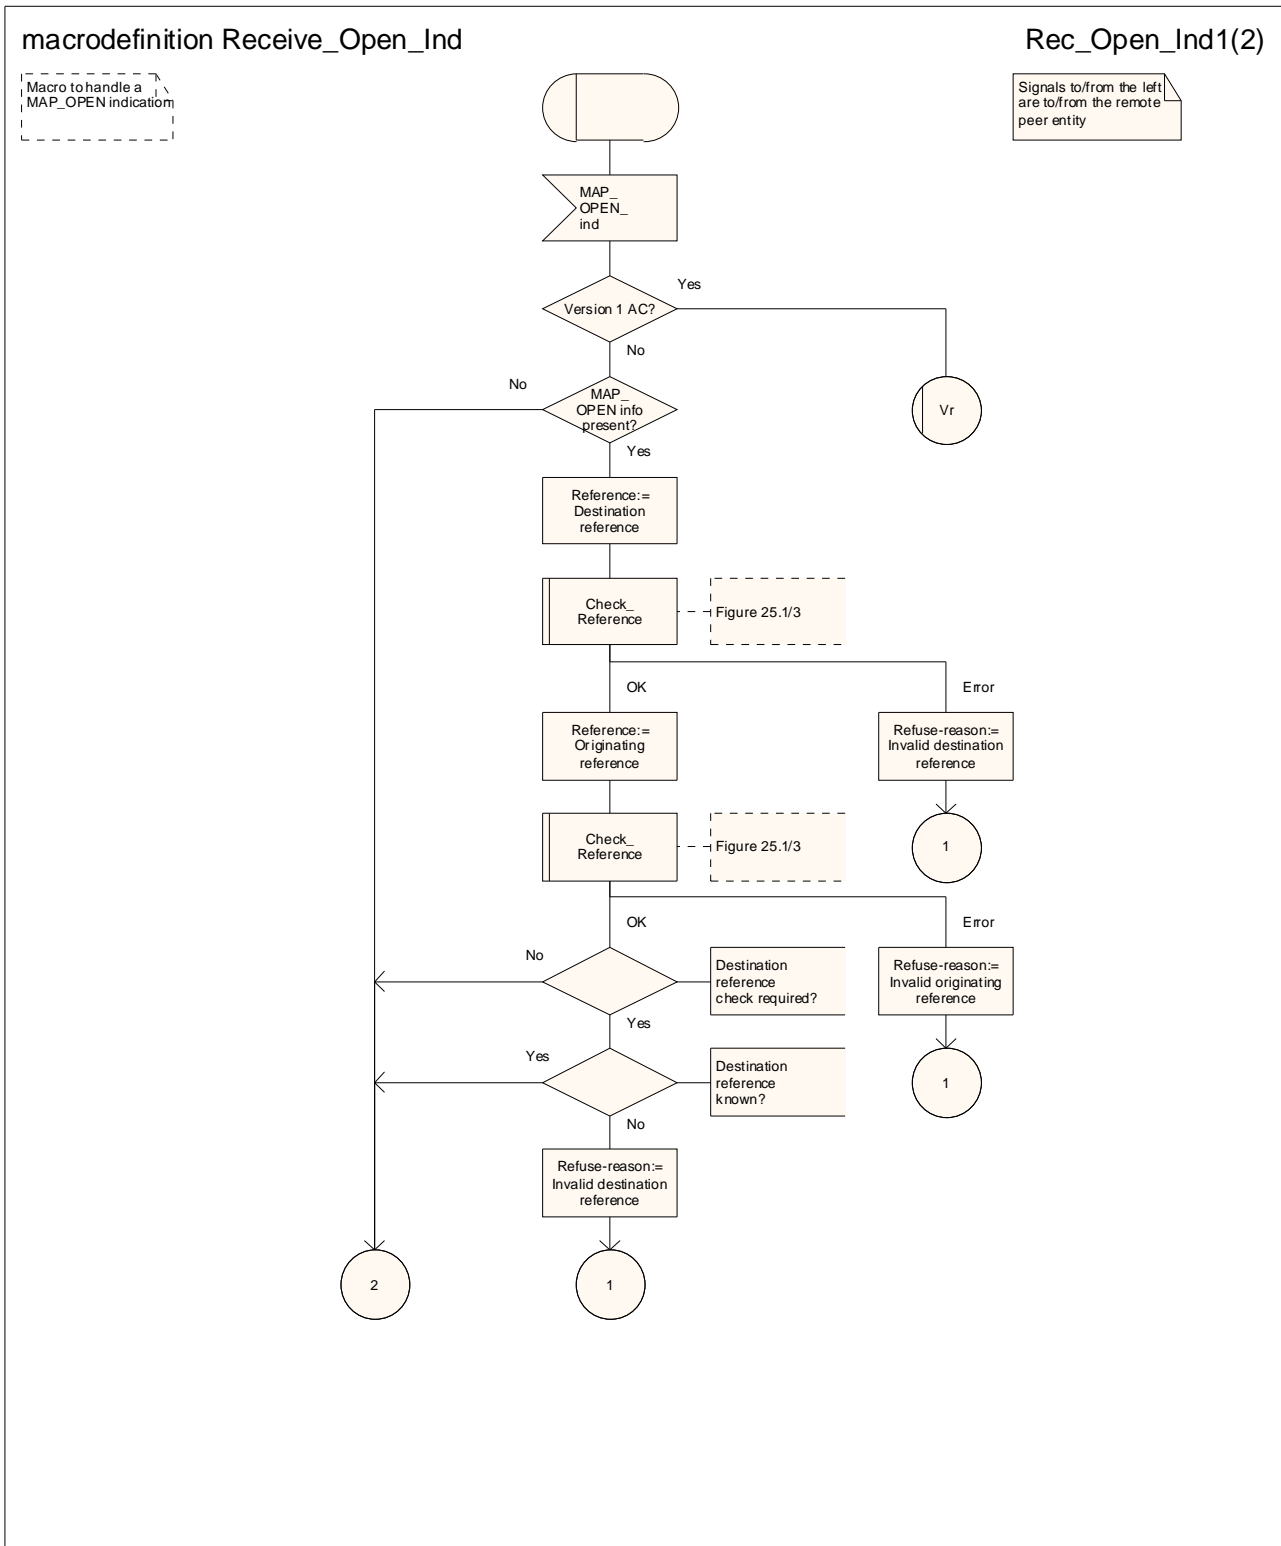 macrodefinition Receive_Open_Ind
Rec_Open_Ind1(2)
Macro to handle a
MAP_OPEN indication
Signals to/from the left
are to/from the remote
peer entity
MAP_
OPEN_
ind
Yes
Version 1 AC?
No
No
MAP_
OPEN info
present?
Vr
Yes
Reference:=
Destination
reference
Check_
Reference
Figure 25.1/3
OK
Error
Reference:=
Originating
reference
Refuse-reason:=
Invalid destination
reference
Check_
Reference
Figure 25.1/3
1
OK
Error
No
Destination
reference
check required?
Refuse-reason:=
Invalid originating
reference
Yes
Yes
Destination
reference
known?
1
No
Refuse-reason:=
Invalid destination
reference
2
1